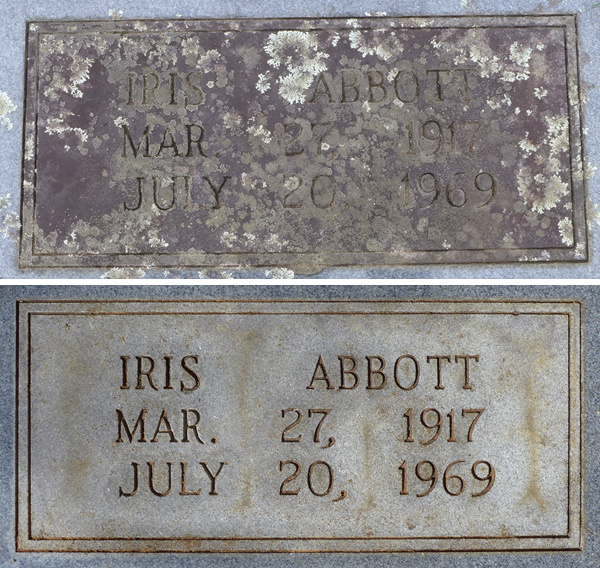 IRIS ABBOTT
MAR. 27, 1917
JULY 20, 1969
IRIS ABBOTT
MAR. 27, 1917
JULY 20, 1969